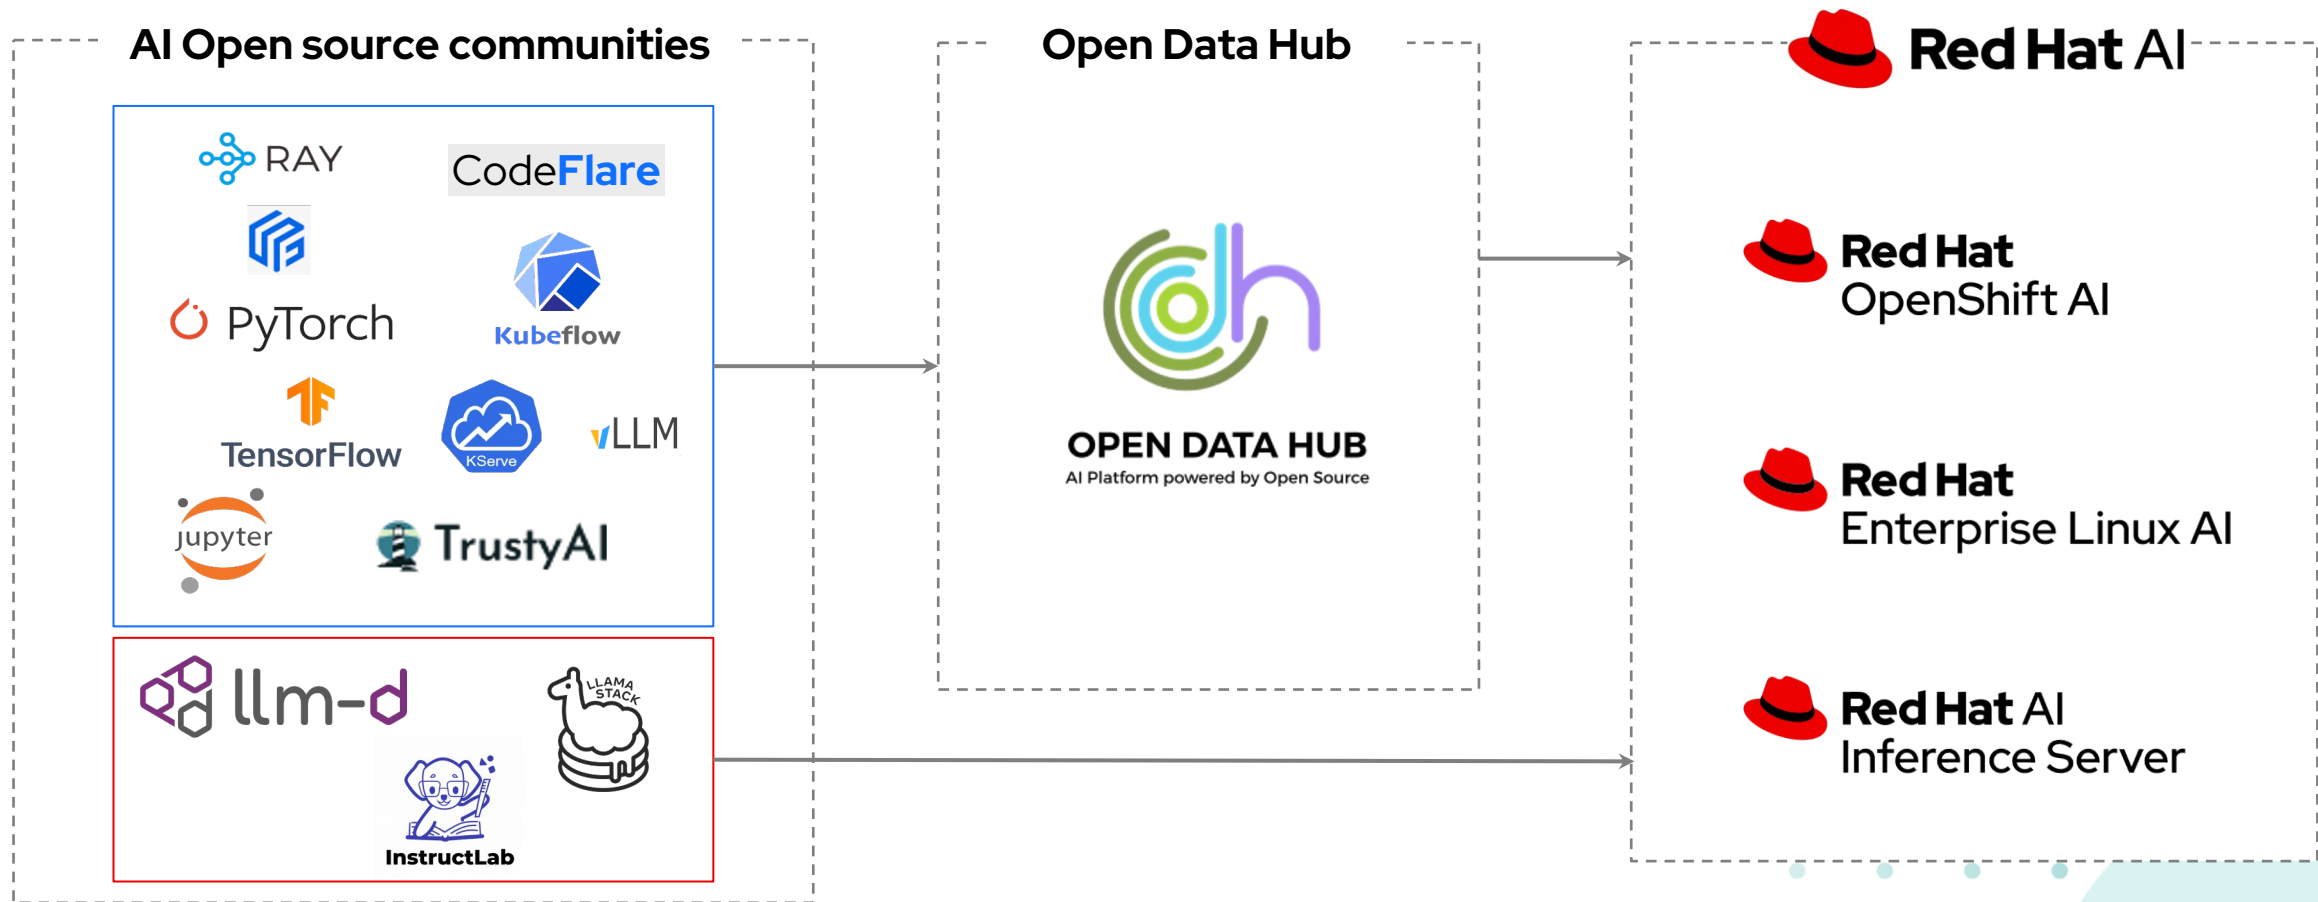 AI Open source communities
RAY
CodeFlare
PyTorch
Kubeflow
TensorFlow
KServe
vLLM
jupyter
TrustyAI
llm-d
LLAMA
STACK
InstructLab
Open Data Hub
OPEN DATA HUB
AI Platform powered by Open Source
Red Hat AI
Red Hat
OpenShift AI
Red Hat
Enterprise Linux AI
Red Hat AI
Inference Server